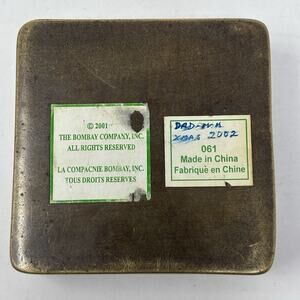 © 2001
THE BOMBAY COMPANY, INC.
ALL RIGHTS RESERVED
LA COMPAGNIE BOMBAY, INC.
TOUS DROITS RESERVES
XMAS 2002
061
Made in China
Fabriqué en Chine